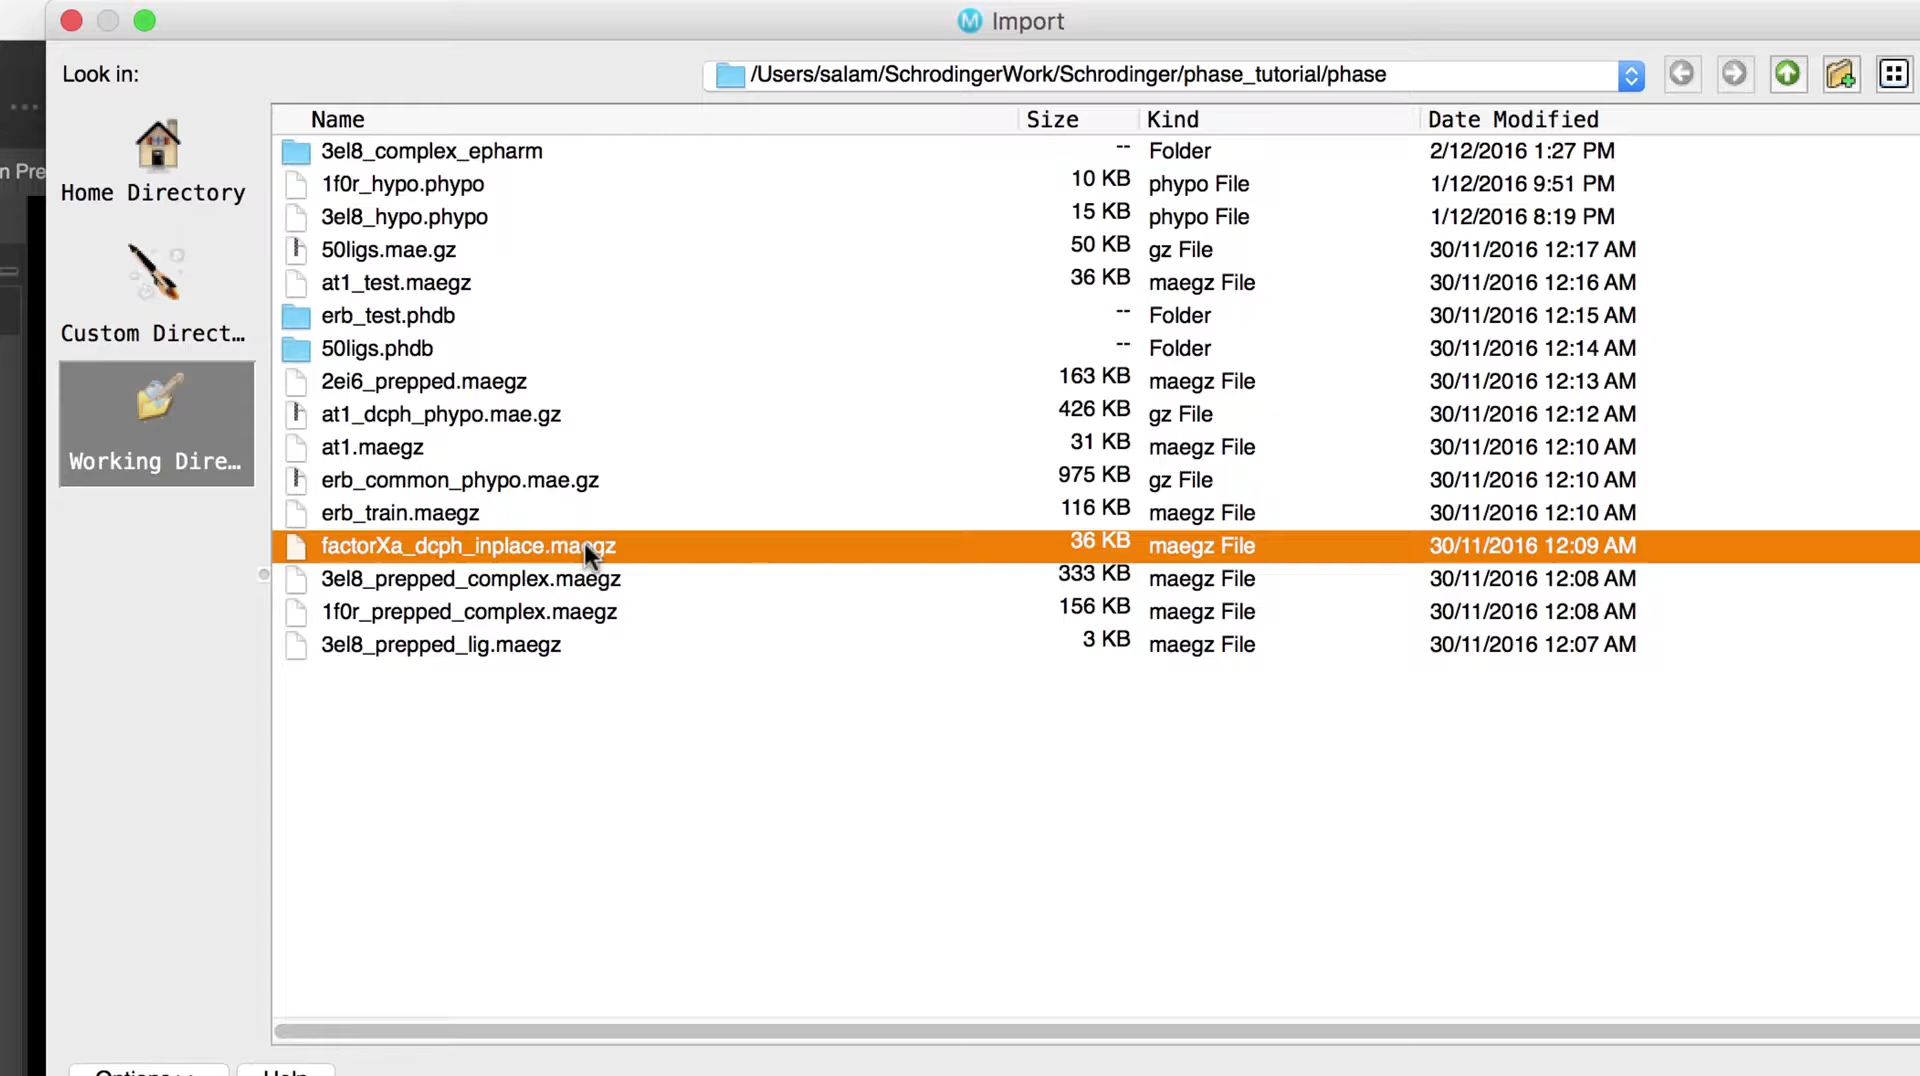 Import
Look in:
/Users/salam/SchrodingerWork/Schrodinger/phase_tutorial/phase
Name Size Kind Date Modified
3el8_complex_epharm -- Folder 2/12/2016 1:27 PM
1f0r_hypo.phypo 10 KB phypo File 1/12/2016 9:51 PM
3el8_hypo.phypo 15 KB phypo File 1/12/2016 8:19 PM
50ligs.mae.gz 50 KB gz File 30/11/2016 12:17 AM
at1_test.maegz 36 KB maegz File 30/11/2016 12:16 AM
erb_test.phdb -- Folder 30/11/2016 12:15 AM
50ligs.phdb -- Folder 30/11/2016 12:14 AM
2ei6_prepped.maegz 163 KB maegz File 30/11/2016 12:13 AM
at1_dcph_phypo.mae.gz 426 KB gz File 30/11/2016 12:12 AM
at1.maegz 31 KB maegz File 30/11/2016 12:10 AM
erb_common_phypo.mae.gz 975 KB gz File 30/11/2016 12:10 AM
erb_train.maegz 116 KB maegz File 30/11/2016 12:10 AM
factorXa_dcph_inplace.maegz 36 KB maegz File 30/11/2016 12:09 AM
3el8_prepped_complex.maegz 333 KB maegz File 30/11/2016 12:08 AM
1f0r_prepped_complex.maegz 156 KB maegz File 30/11/2016 12:08 AM
3el8_prepped_lig.maegz 3 KB maegz File 30/11/2016 12:07 AM
Home Directory
Custom Direct...
Working Dire...
n Pre
Options
Help